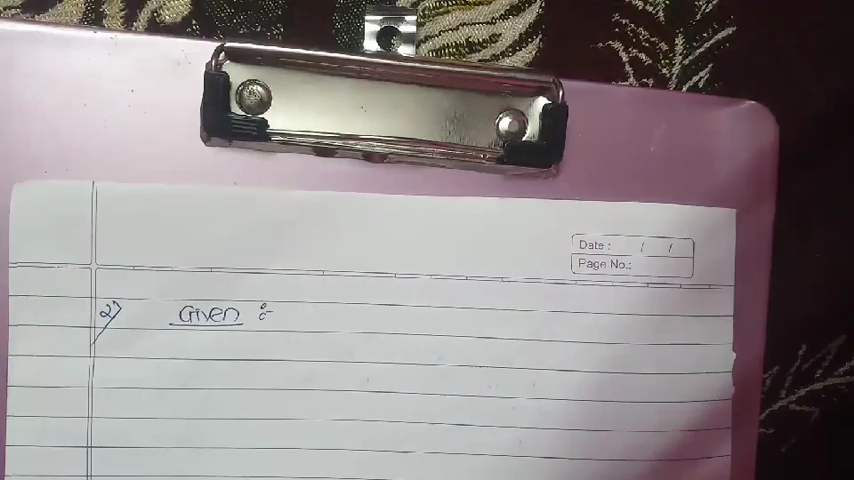 Date : / /
Page No.:
2) Given :-